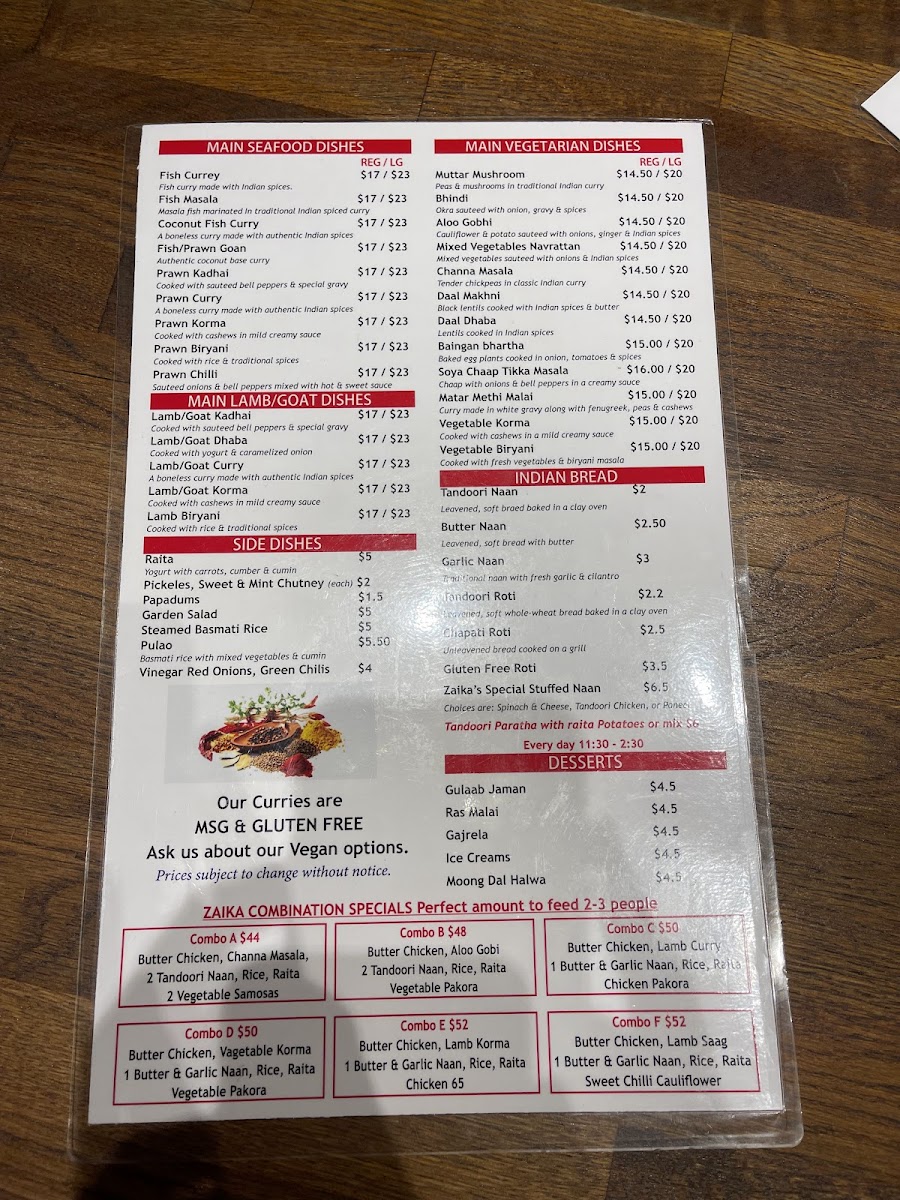 MAIN SEAFOOD DISHES
REG / LG
Fish Currey $17 / $23
Fish curry made with Indian spices.
Fish Masala $17 / $23
Masala fish marinated in traditional Indian spiced curry
Coconut Fish Curry $17 / $23
A boneless curry made with authentic Indian spices
Fish/Prawn Goan $17 / $23
Authentic coconut base curry
Prawn Kadhai $17 / $23
Cooked with sauteed bell peppers & special gravy
Prawn Curry $17 / $23
A boneless curry made with authentic Indian spices
Prawn Korma $17 / $23
Cooked with cashews in mild creamy sauce
Prawn Biryani $17 / $23
Cooked with rice & traditional spices
Prawn Chilli $17 / $23
Sauteed onions & bell peppers mixed with hot & sweet sauce
MAIN LAMB/GOAT DISHES
Lamb/Goat Kadhai $17 / $23
Cooked with sauteed bell peppers & special gravy
Lamb/Goat Dhaba $17 / $23
Cooked with yogurt & caramelized onion
Lamb/Goat Curry $17 / $23
A boneless curry made with authentic Indian spices
Lamb/Goat Korma $17 / $23
Cooked with cashews in mild creamy sauce
Lamb Biryani $17 / $23
Cooked with rice & traditional spices
SIDE DISHES
Raita $5
Yogurt with carrots, cumber & cumin
Pickeles, Sweet & Mint Chutney (each) $2
Papadums $1.5
Garden Salad $5
Steamed Basmati Rice $5
Pulao $5.50
Basmati rice with mixed vegetables & cumin
Vinegar Red Onions, Green Chilis $4
Our Curries are
MSG & GLUTEN FREE
Ask us about our Vegan options.
Prices subject to change without notice.
MAIN VEGETARIAN DISHES
REG / LG
Muttar Mushroom $14.50 / $20
Peas & mushrooms in traditional Indian curry
Bhindi $14.50 / $20
Okra sauteed with onion, gravy & spices
Aloo Gobhi $14.50 / $20
Cauliflower & potato sauteed with onions, ginger & Indian spices
Mixed Vegetables Navrattan $14.50 / $20
Mixed vegetables sauteed with onions & Indian spices
Channa Masala $14.50 / $20
Tender chickpeas in classic Indian curry
Daal Makhni $14.50 / $20
Black lentils cooked with Indian spices & butter
Daal Dhaba $14.50 / $20
Lentils cooked in Indian spices
Baingan bhartha $15.00 / $20
Baked egg plants cooked in onion, tomatoes & spices
Soya Chaap Tikka Masala $16.00 / $20
Chaap with onions & bell peppers in a creamy sauce
Matar Methi Malai $15.00 / $20
Curry made in white gravy along with fenugreek, peas & cashews
Vegetable Korma $15.00 / $20
Cooked with cashews in a mild creamy sauce
Vegetable Biryani $15.00 / $20
Cooked with fresh vegetables & biryani masala
INDIAN BREAD
Tandoori Naan $2
Leavened, soft braed baked in a clay oven
Butter Naan $2.50
Leavened, soft bread with butter
Garlic Naan $3
Traditional naan with fresh garlic & cilantro
Tandoori Roti $2.2
Leavened, soft whole-wheat bread baked in a clay oven
Chapati Roti $2.5
Unleavened bread cooked on a grill
Gluten Free Roti $3.5
Zaika's Special Stuffed Naan $6.5
Choices are: Spinach & Cheese, Tandoori Chicken, or Poneer
Tandoori Paratha with raita Potatoes or mix $6
Every day 11:30 - 2:30
DESSERTS
Gulaab Jaman $4.5
Ras Malai $4.5
Gajrela $4.5
Ice Creams $4.5
Moong Dal Halwa $4.5
ZAIKA COMBINATION SPECIALS Perfect amount to feed 2-3 people
Combo A $44
Butter Chicken, Channa Masala,
2 Tandoori Naan, Rice, Raita
2 Vegetable Samosas
Combo B $48
Butter Chicken, Aloo Gobi
2 Tandoori Naan, Rice, Raita
Vegetable Pakora
Combo C $50
Butter Chicken, Lamb Curry
1 Butter & Garlic Naan, Rice, Raita
Chicken Pakora
Combo D $50
Butter Chicken, Vagetable Korma
1 Butter & Garlic Naan, Rice, Raita
Vegetable Pakora
Combo E $52
Butter Chicken, Lamb Korma
1 Butter & Garlic Naan, Rice, Raita
Chicken 65
Combo F $52
Butter Chicken, Lamb Saag
1 Butter & Garlic Naan, Rice, Raita
Sweet Chilli Cauliflower